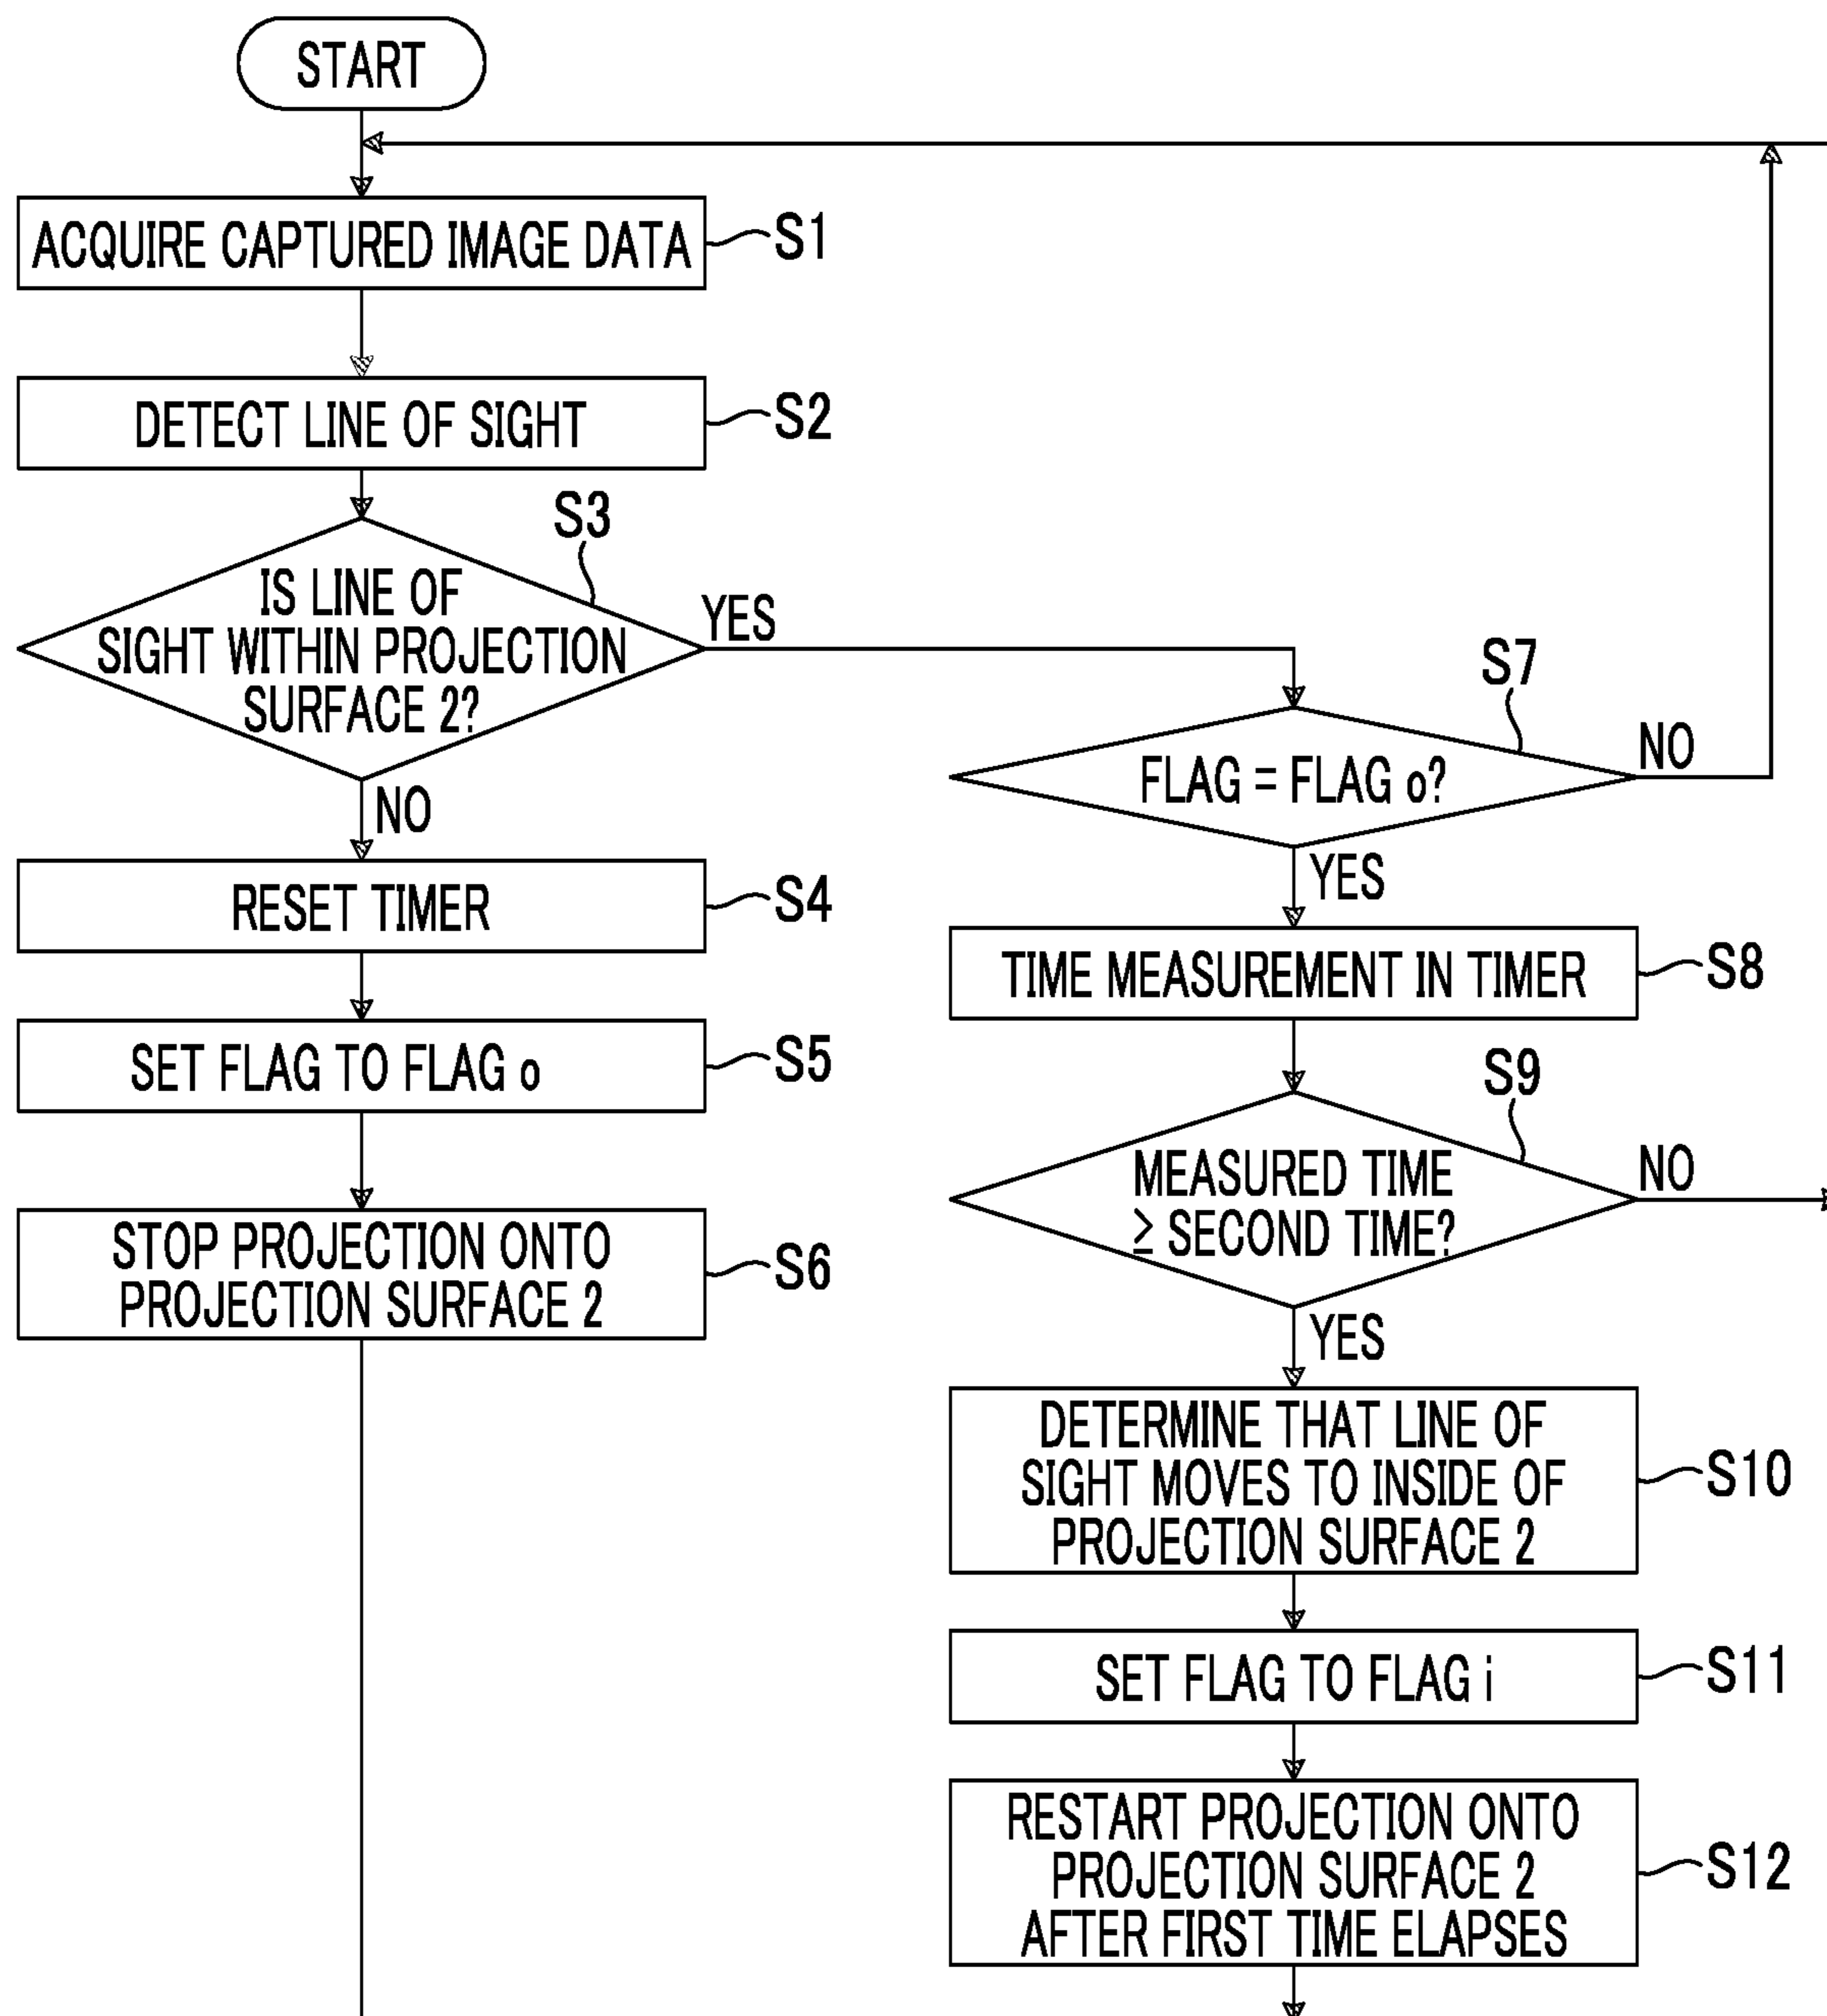 START
ACQUIRE CAPTURED IMAGE DATA
S1
DETECT LINE OF SIGHT
S2
S3
IS LINE OF
SIGHT WITHIN PROJECTION
SURFACE 2?
YES
NO
RESET TIMER
S4
SET FLAG TO FLAG o
S5
STOP PROJECTION ONTO
PROJECTION SURFACE 2
S6
S7
FLAG = FLAG o?
NO
YES
TIME MEASUREMENT IN TIMER
S8
S9
MEASURED TIME
≥ SECOND TIME?
NO
YES
DETERMINE THAT LINE OF
SIGHT MOVES TO INSIDE OF
PROJECTION SURFACE 2
S10
SET FLAG TO FLAG i
S11
RESTART PROJECTION ONTO
PROJECTION SURFACE 2
AFTER FIRST TIME ELAPSES
S12